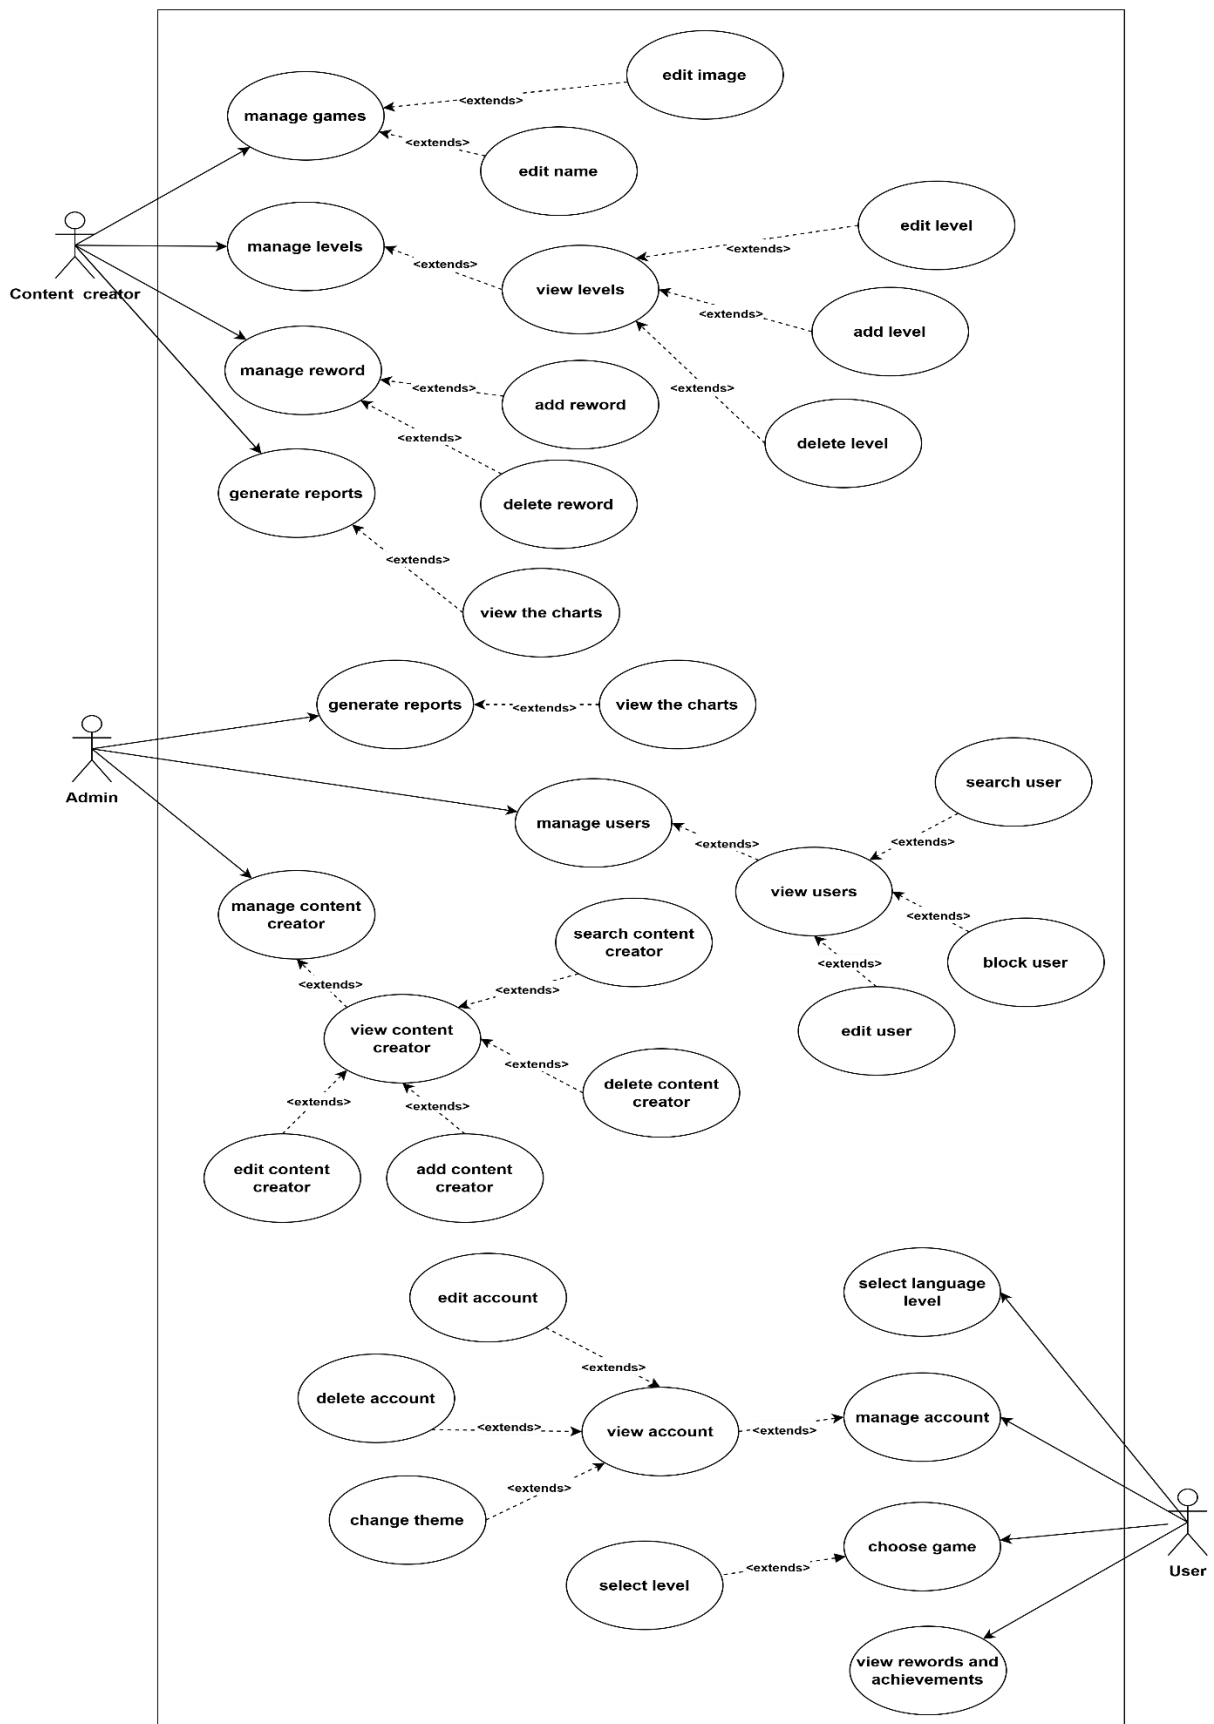 edit image
manage games
<extends>
<extends>
edit name
edit level
manage levels
<extends>
<extends>
view levels
Content creator
<extends>
add level
manage reword
<extends>
<extends>
add reword
<extends>
delete level
generate reports
delete reword
<extends>
view the charts
generate reports
<extends>
view the charts
Admin
search user
manage users
<extends>
<extends>
view users
manage content
creator
<extends>
search content
creator
block user
<extends>
<extends>
<extends>
edit user
view content
creator
<extends>
delete content
creator
<extends>
<extends>
edit content
creator
add content
creator
select language
level
edit account
<extends>
delete account
manage account
<extends>
view account
<extends>
<extends>
change theme
choose game
<extends>
select level
User
view rewords and
achievements